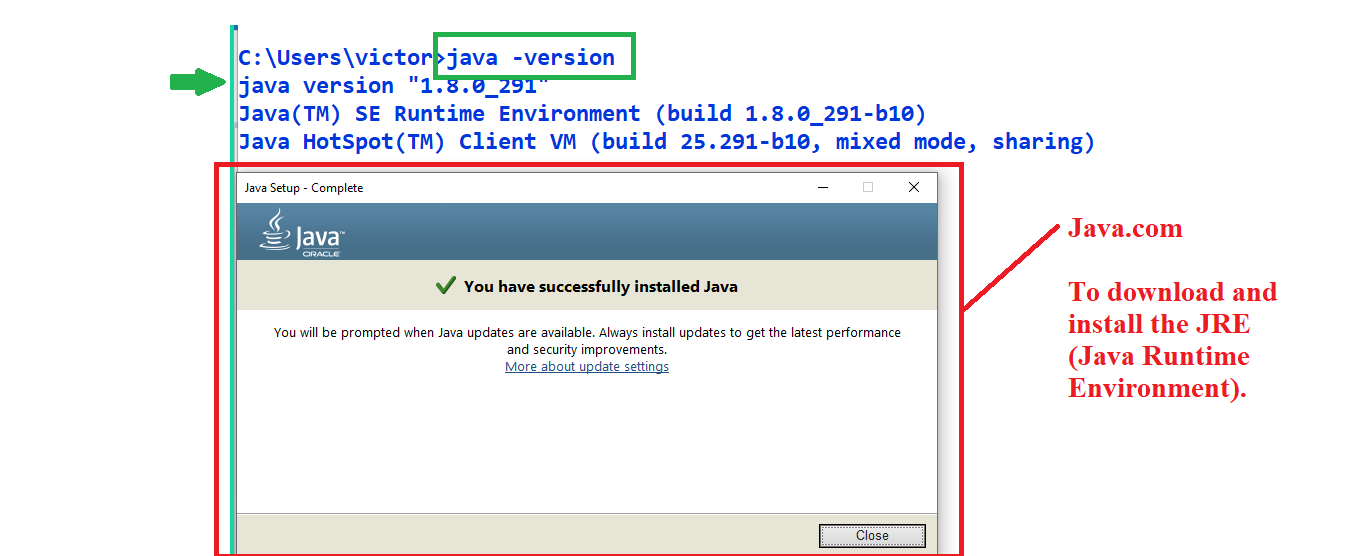 C:\Users\victor>java -version
java version "1.8.0_291"
Java(TM) SE Runtime Environment (build 1.8.0_291-b10)
Java HotSpot(TM) Client VM (build 25.291-b10, mixed mode, sharing)
Java Setup - Complete
Java™
ORACLE
You have successfully installed Java
You will be prompted when Java updates are available. Always install updates to get the latest performance
and security improvements.
More about update settings
Close
Java.com
To download and
install the JRE
(Java Runtime
Environment).